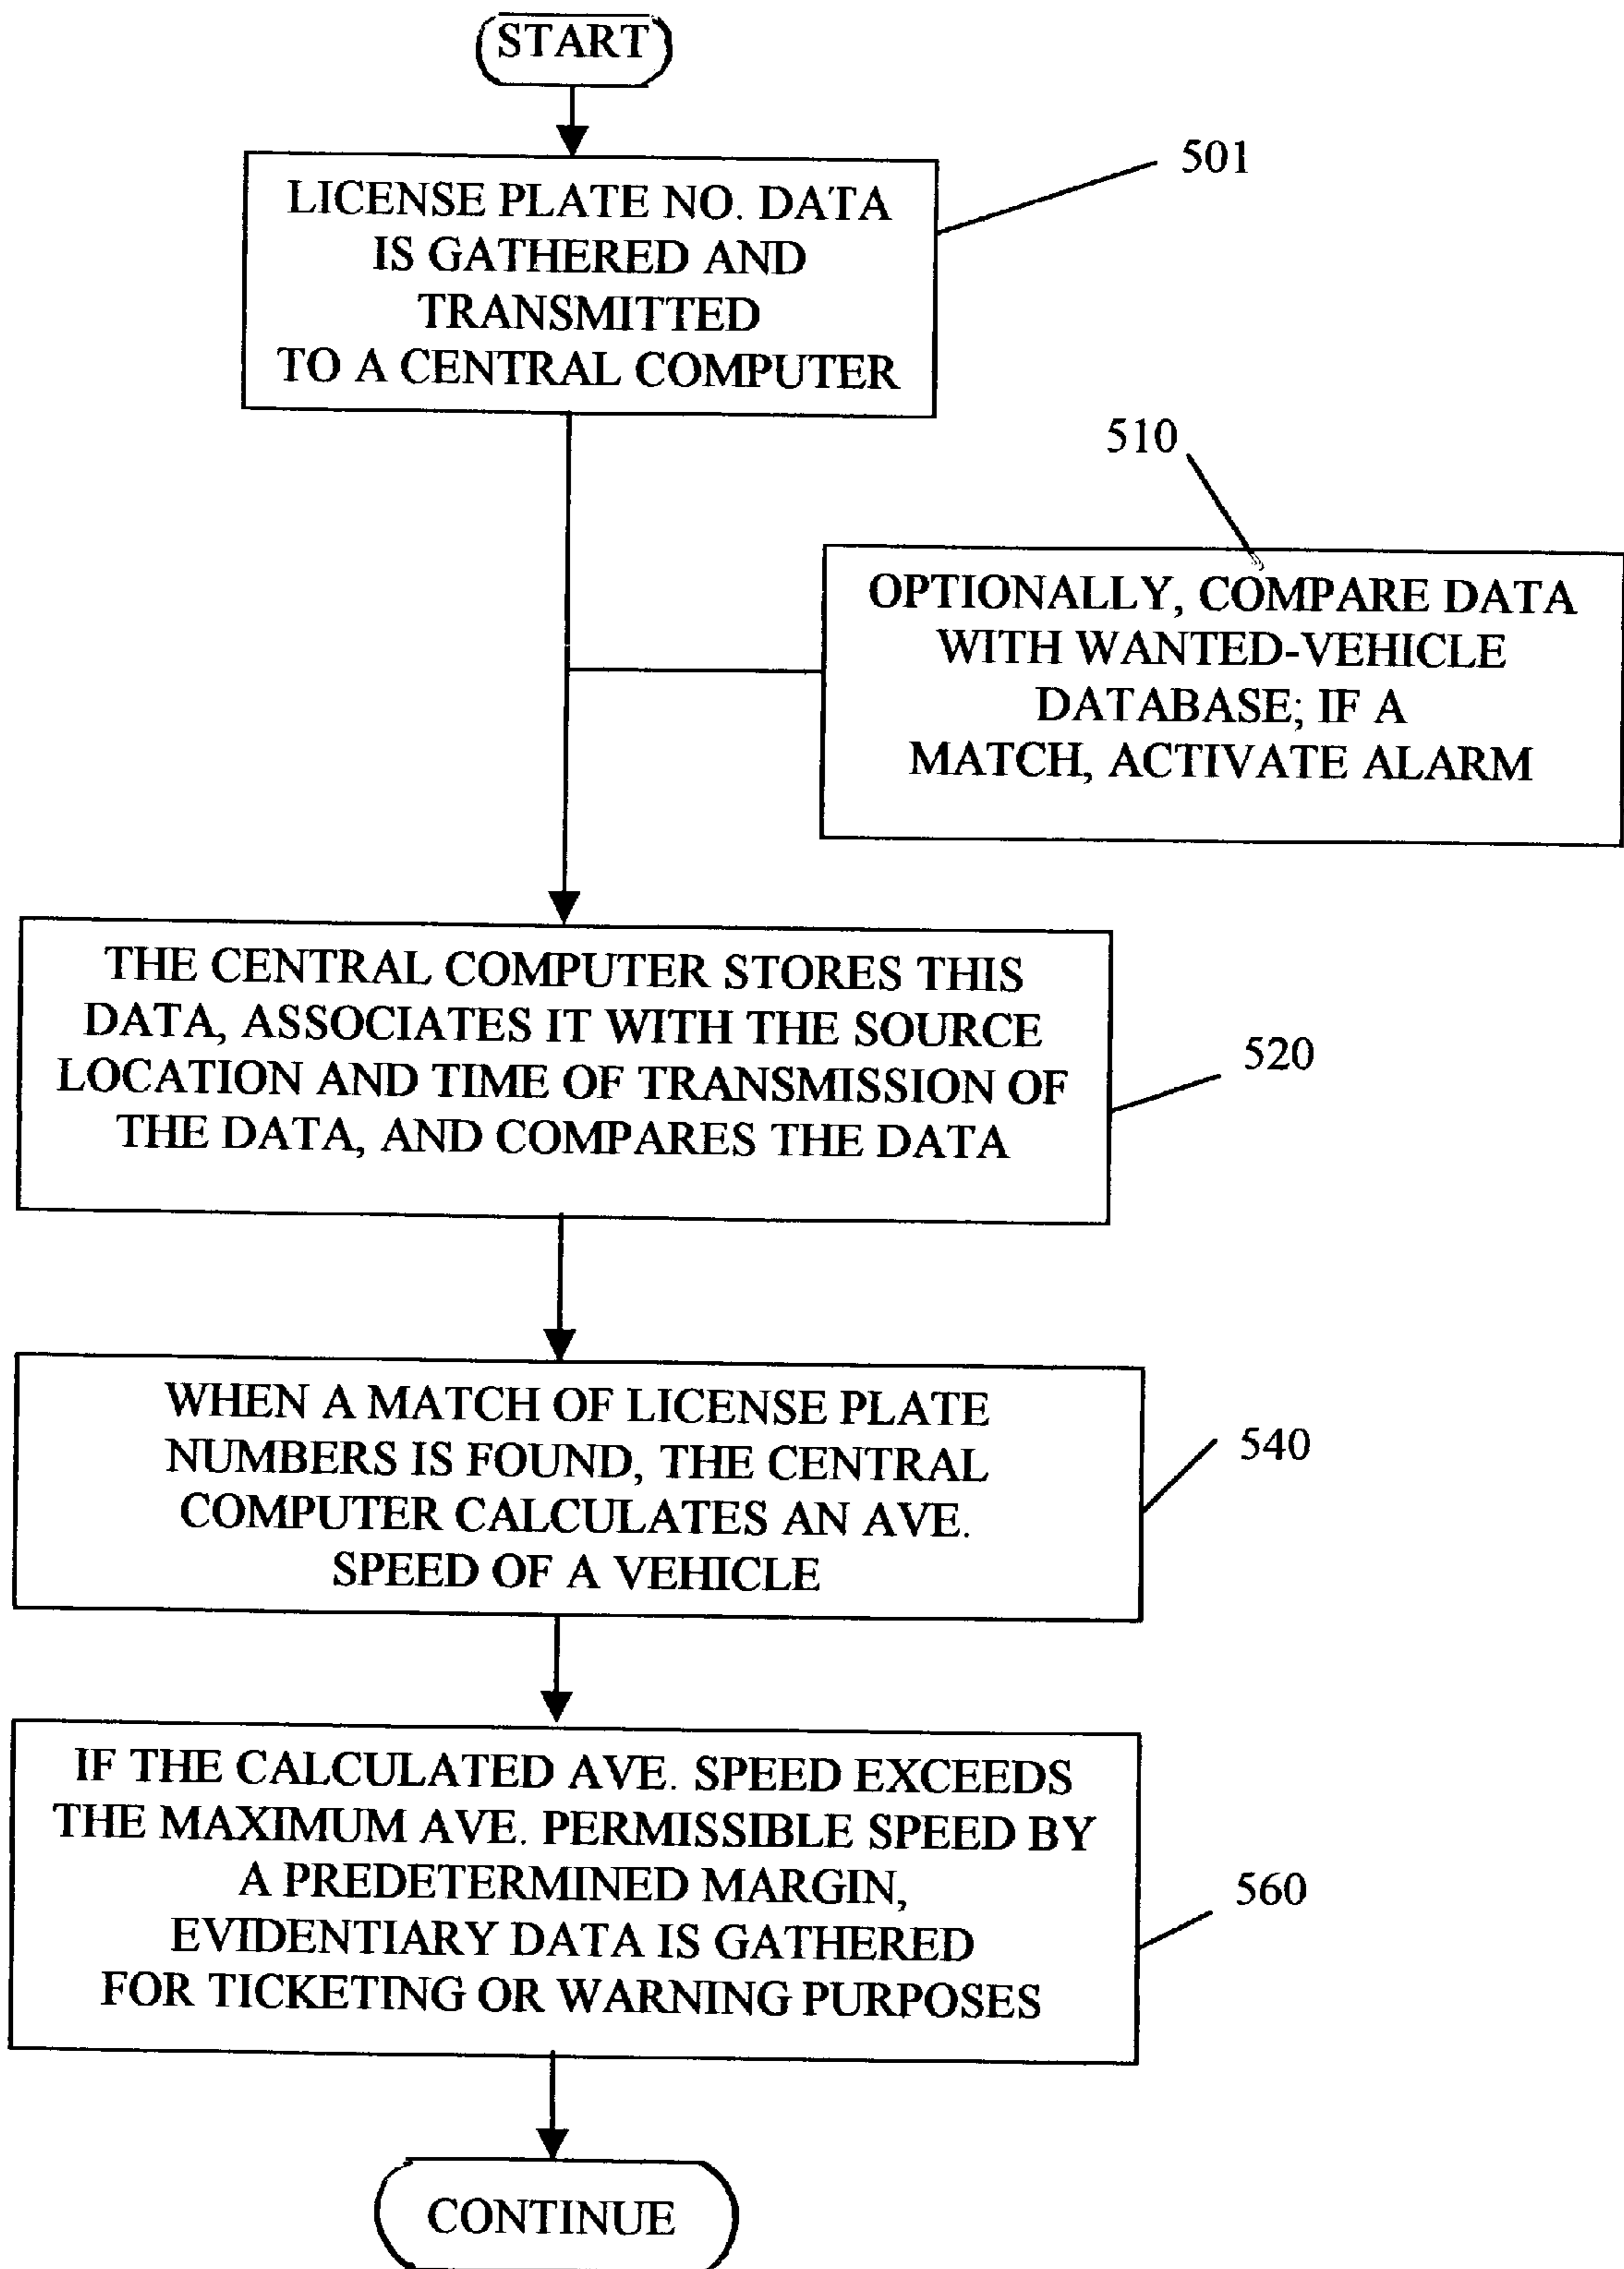 START
501
LICENSE PLATE NO. DATA
IS GATHERED AND
TRANSMITTED
TO A CENTRAL COMPUTER
510
OPTIONALLY, COMPARE DATA
WITH WANTED-VEHICLE
DATABASE; IF A
MATCH, ACTIVATE ALARM
THE CENTRAL COMPUTER STORES THIS
DATA, ASSOCIATES IT WITH THE SOURCE
LOCATION AND TIME OF TRANSMISSION OF
THE DATA, AND COMPARES THE DATA
520
WHEN A MATCH OF LICENSE PLATE
NUMBERS IS FOUND, THE CENTRAL
COMPUTER CALCULATES AN AVE.
SPEED OF A VEHICLE
540
IF THE CALCULATED AVE. SPEED EXCEEDS
THE MAXIMUM AVE. PERMISSIBLE SPEED BY
A PREDETERMINED MARGIN,
EVIDENTIARY DATA IS GATHERED
FOR TICKETING OR WARNING PURPOSES
560
CONTINUE